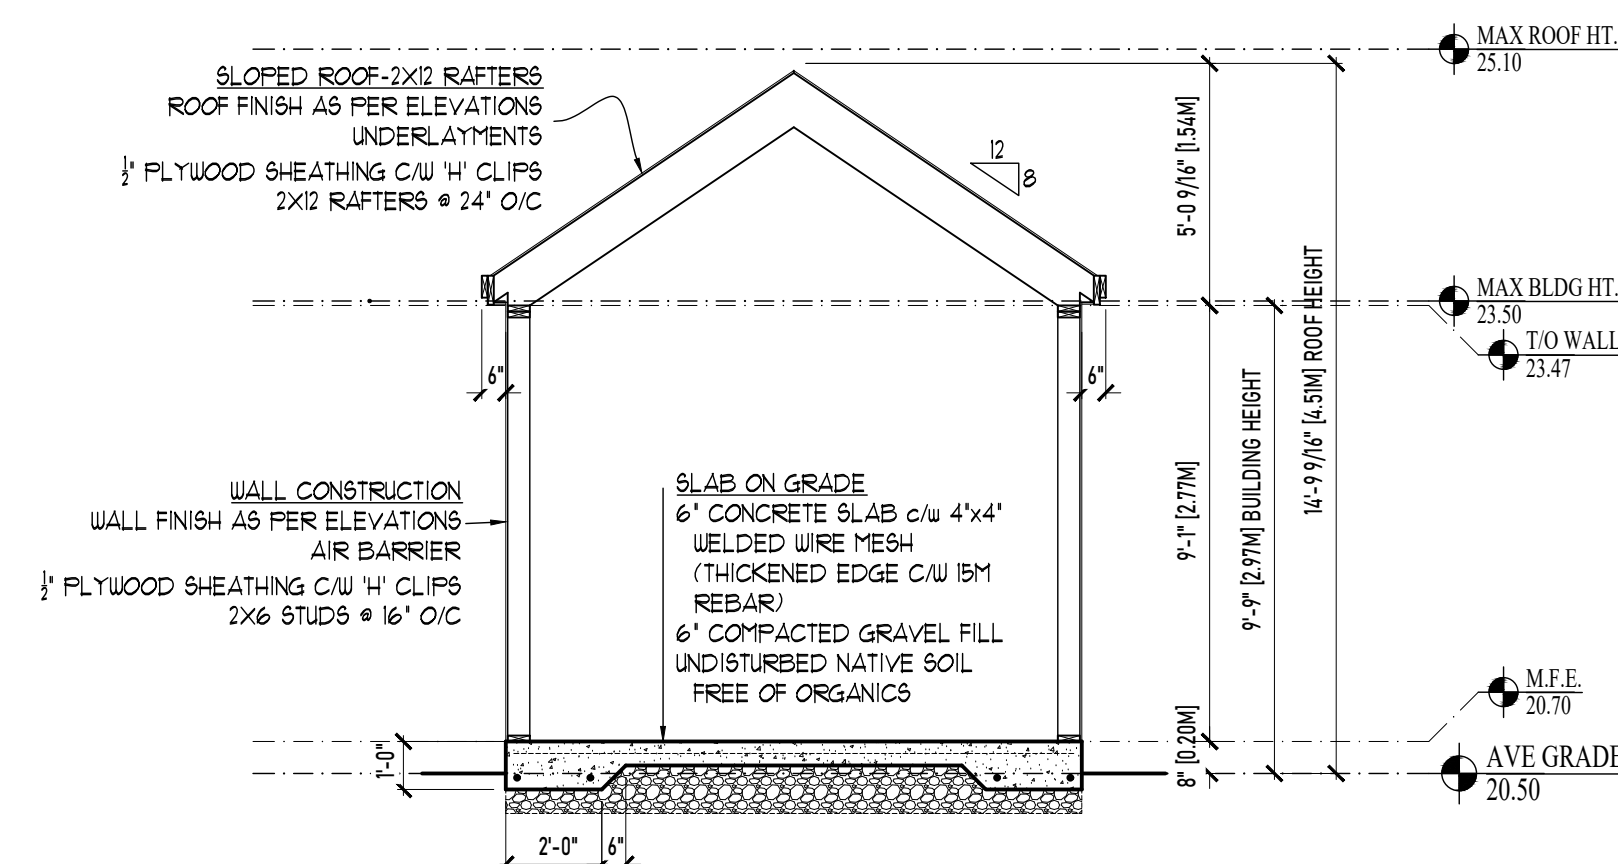 MAX ROOF HT.
25.10
SLOPED ROOF-2X12 RAFTERS
ROOF FINISH AS PER ELEVATIONS
UNDERLAYMENTS
½" PLYWOOD SHEATHING C/W 'H' CLIPS
2X12 RAFTERS @ 24" O/C
12
8
5'-0 9/16" [1.54M]
14'-9 9/16" [4.51M] ROOF HEIGHT
MAX BLDG HT.
23.50
T/O WALL
23.47
6"
6"
9'-1" [2.77M]
9'-9" [2.97M] BUILDING HEIGHT
WALL CONSTRUCTION
WALL FINISH AS PER ELEVATIONS
AIR BARRIER
½" PLYWOOD SHEATHING C/W 'H' CLIPS
2X6 STUDS @ 16" O/C
SLAB ON GRADE
6" CONCRETE SLAB c/w 4"x4"
WELDED WIRE MESH
(THICKENED EDGE C/W 15M
REBAR)
6" COMPACTED GRAVEL FILL
UNDISTURBED NATIVE SOIL
FREE OF ORGANICS
M.F.E.
20.70
8" [0.20M]
1'-0"
AVE GRADE
20.50
2'-0"
6"